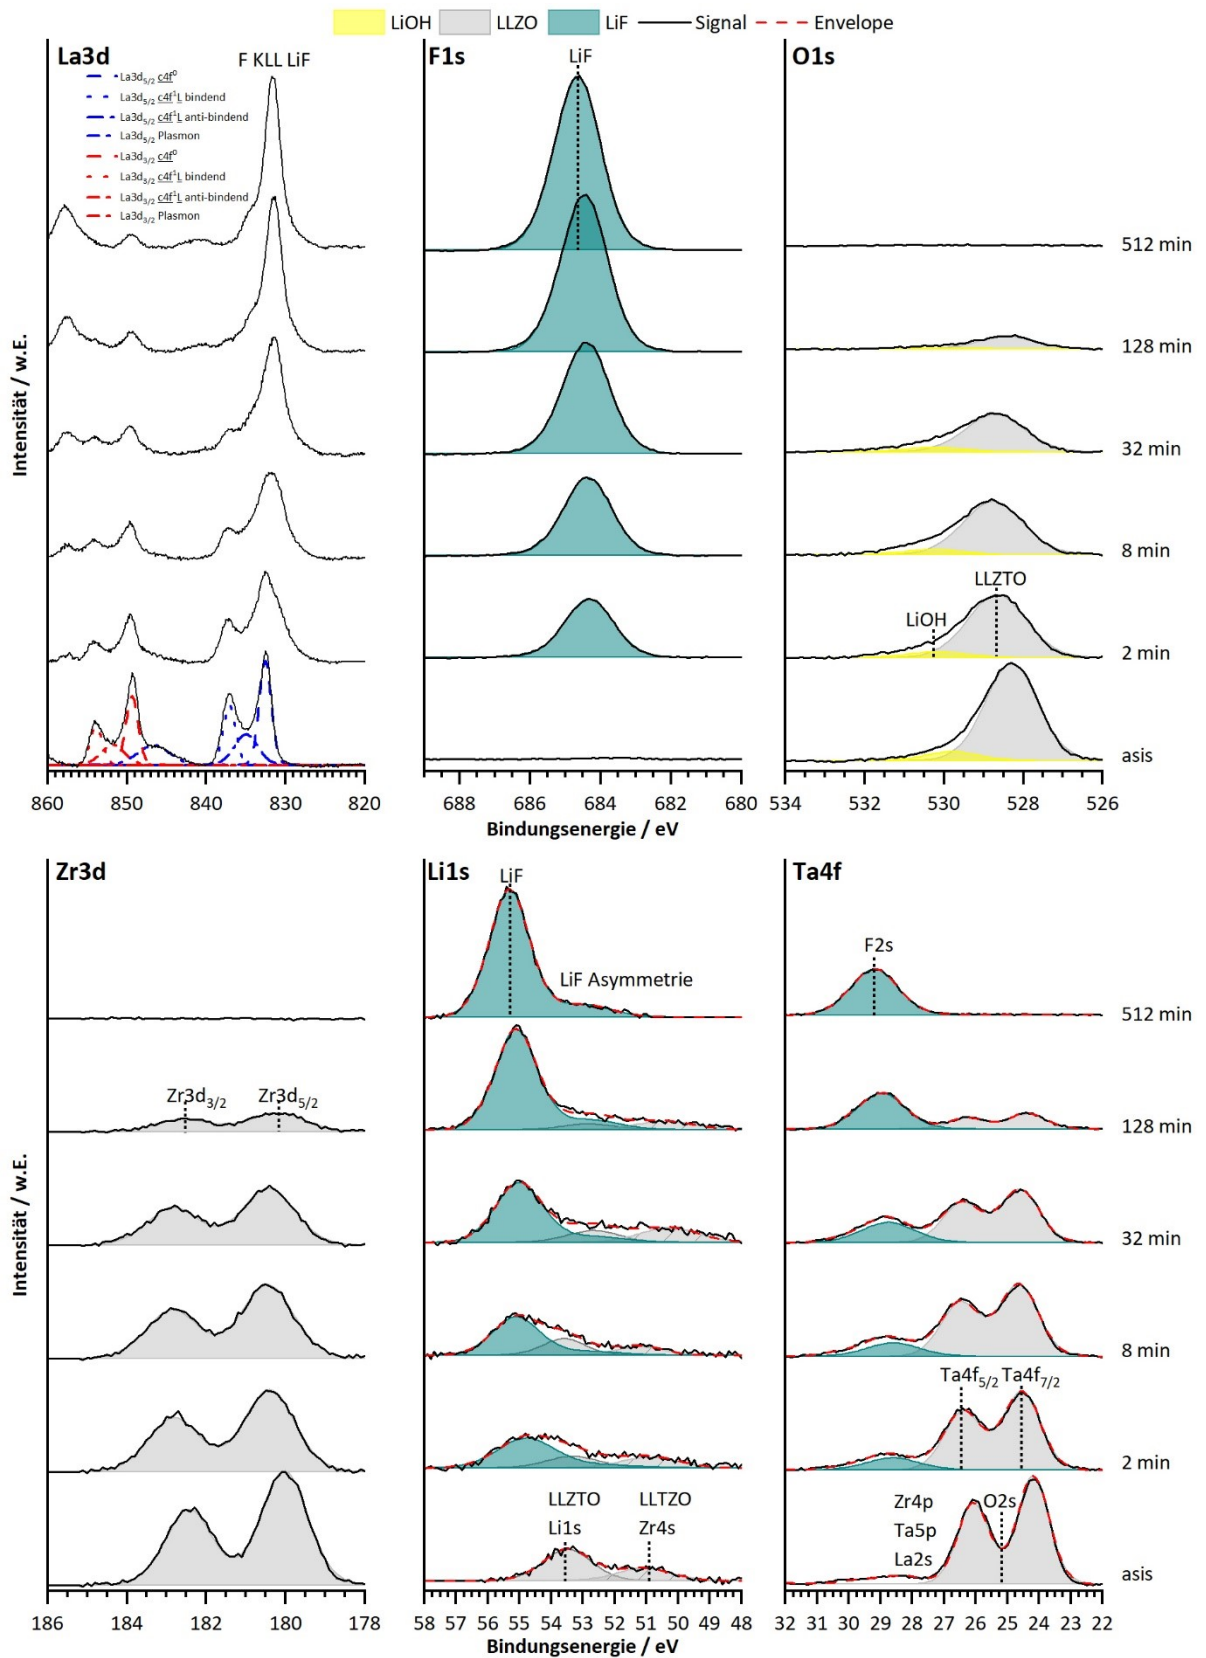 LiOH LLZO LiF Signal Envelope
La3d
F KLL LiF
La3d5/2 c4f0
La3d5/2 c4f1L bindend
La3d5/2 c4f1L anti-bindend
La3d5/2 Plasmon
La3d3/2 c4f0
La3d3/2 c4f1L bindend
La3d3/2 c4f1L anti-bindend
La3d3/2 Plasmon
Intensität / w.E.
860 850 840 830 820
F1s
LiF
688 686 684 682 680
Bindungsenergie / eV
O1s
512 min
128 min
32 min
8 min
LLZTO
LiOH
2 min
asis
534 532 530 528 526
Zr3d
Zr3d3/2 Zr3d5/2
Intensität / w.E.
186 184 182 180 178
Li1s
LiF
LiF Asymmetrie
LLZTO LLTZO
Li1s Zr4s
58 57 56 55 54 53 52 51 50 49 48
Bindungsenergie / eV
Ta4f
F2s
512 min
128 min
32 min
8 min
Ta4f5/2 Ta4f7/2
2 min
Zr4p O2s
Ta5p
La2s
asis
32 31 30 29 28 27 26 25 24 23 22